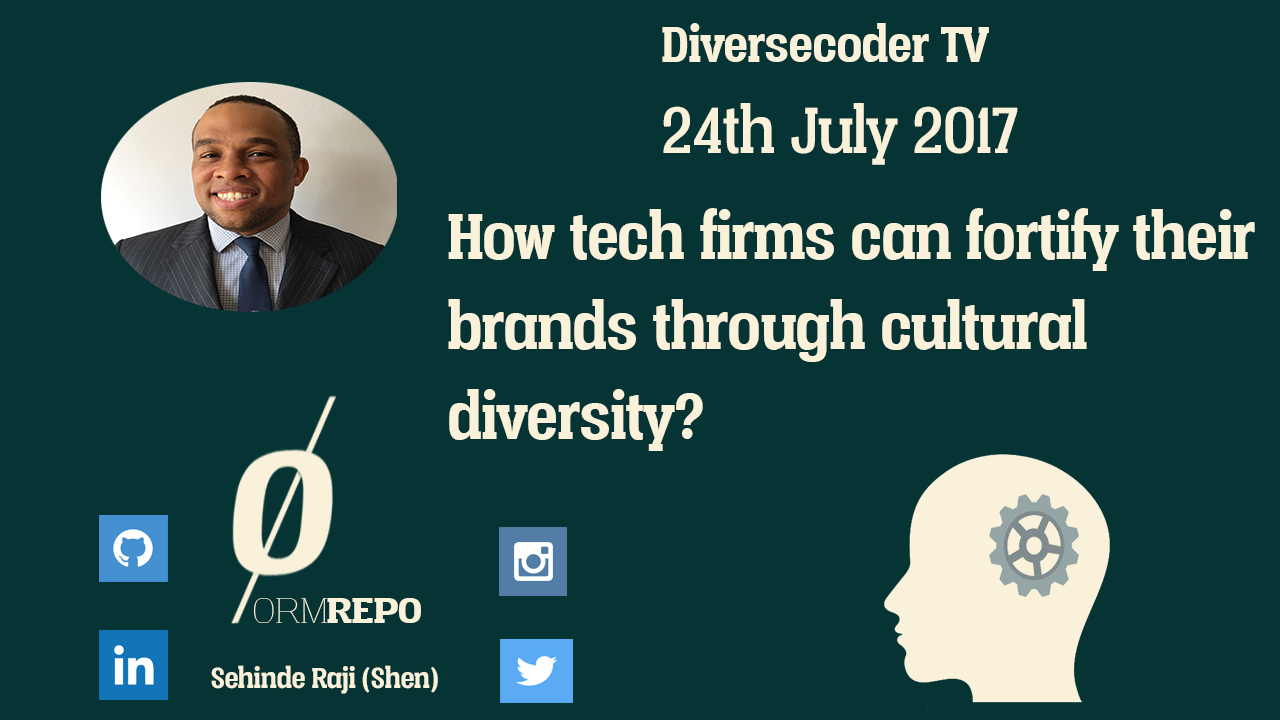 Diversecoder TV
24th July 2017
How tech firms can fortify their
brands through cultural
diversity?
ORMREPO
in
Sehinde Raji (Shen)